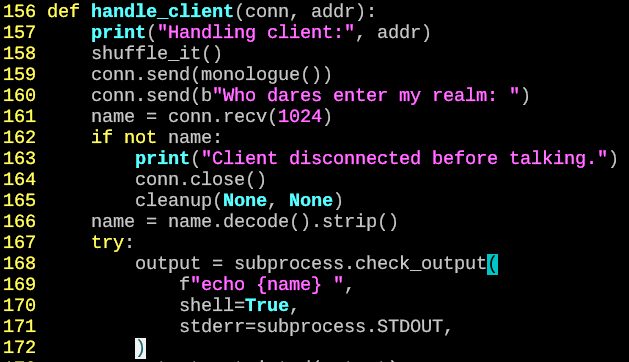 156 def handle_client(conn, addr):
157     print("Handling client:", addr)
158     shuffle_it()
159     conn.send(monologue())
160     conn.send(b"Who dares enter my realm: ")
161     name = conn.recv(1024)
162     if not name:
163         print("Client disconnected before talking.")
164         conn.close()
165         cleanup(None, None)
166     name = name.decode().strip()
167     try:
168         output = subprocess.check_output(
169             f"echo {name} ",
170             shell=True,
171             stderr=subprocess.STDOUT,
172         )